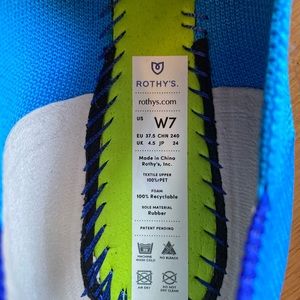 ROTHY'S.
rothys.com
US W7
EU 37.5 CHN 240
UK 4.5 JP 24
Made in China
Rothy's, Inc.
TEXTILE UPPER
100% rPET
FOAM
100% Recyclable
SOLE MATERIAL
Rubber
PATENT PENDING
MACHINE WASH COLD
NO BLEACH
AIR DRY
DO NOT DRY CLEAN